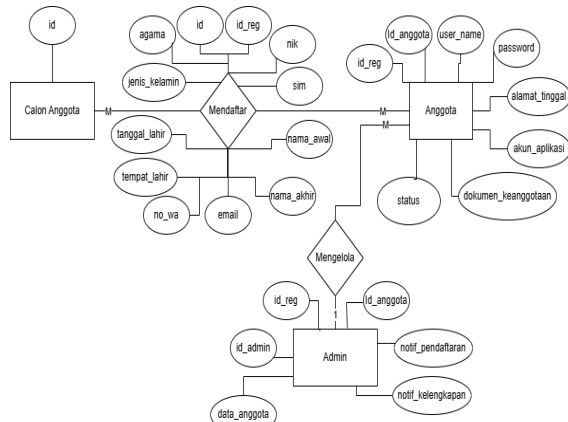 id
agama
id
id_reg
nik
jenis_kelamin
sim
Calon Anggota
M
Mendaftar
M
M
Anggota
id_reg
Id_anggota
user_name
password
alamat_tinggal
akun_aplikasi
dokumen_keanggotaan
status
tanggal_lahir
nama_awal
tempat_lahir
nama_akhir
no_wa
email
Mengelola
1
id_reg
Id_anggota
id_admin
Admin
notif_pendaftaran
notif_kelengkapan
data_anggota